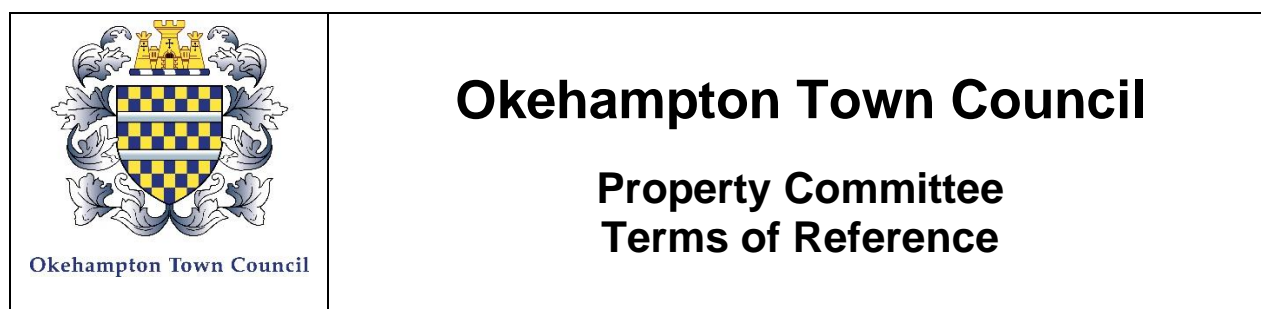 Okehampton Town Council
Okehampton Town Council
Property Committee
Terms of Reference